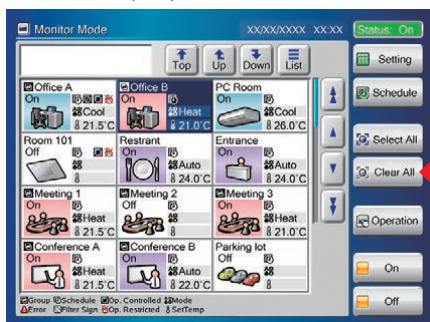 Monitor Mode XX/XX/XXXX XX:XX Status: On
Top Up Down List
Setting
Schedule
Select All
Clear All
Operation
On
Off
Office A
On
Cool
21.5°C
Office B
On
Heat
21.0°C
PC Room
On
Cool
26.0°C
Room 101
Off
Restrant
On
Auto
24.0°C
Entrance
On
Auto
24.0°C
Meeting 1
On
Heat
21.5°C
Meeting 2
Off
Meeting 3
On
Heat
21.0°C
Conference A
On
Heat
21.5°C
Conference B
On
Auto
22.0°C
Parking lot
Off
Group Schedule Op. Controlled Mode
Error Filter Sign Op. Restricted SetTemp